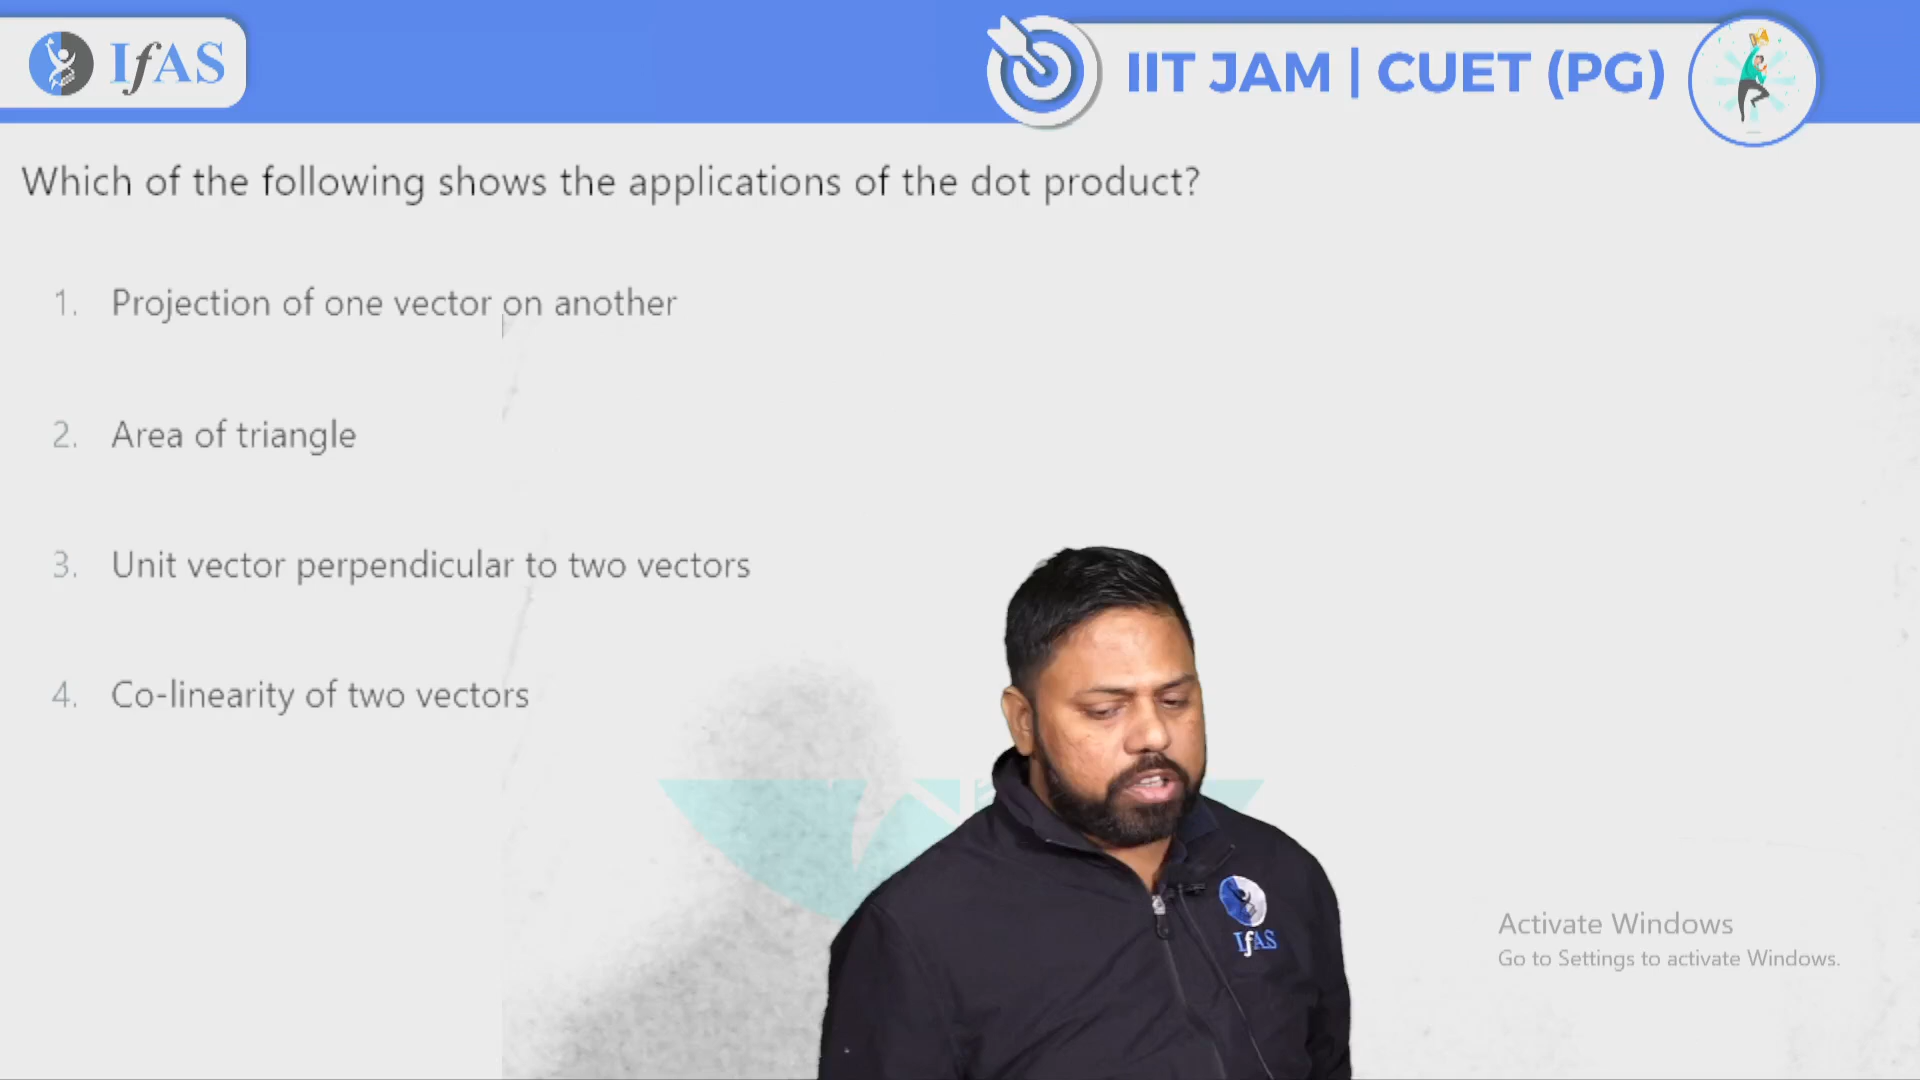 IfAS
IIT JAM | CUET (PG)
Which of the following shows the applications of the dot product?
1. Projection of one vector on another
2. Area of triangle
3. Unit vector perpendicular to two vectors
4. Co-linearity of two vectors
IfAS
Activate Windows
Go to Settings to activate Windows.